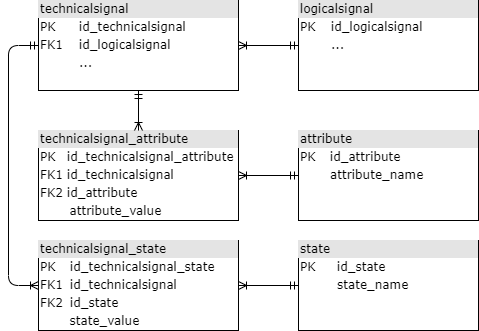 technicalsignal
PK id_technicalsignal
FK1 id_logicalsignal
...
logicalsignal
PK id_logicalsignal
...
technicalsignal_attribute
PK id_technicalsignal_attribute
FK1 id_technicalsignal
FK2 id_attribute
attribute_value
attribute
PK id_attribute
attribute_name
technicalsignal_state
PK id_technicalsignal_state
FK1 id_technicalsignal
FK2 id_state
state_value
state
PK id_state
state_name